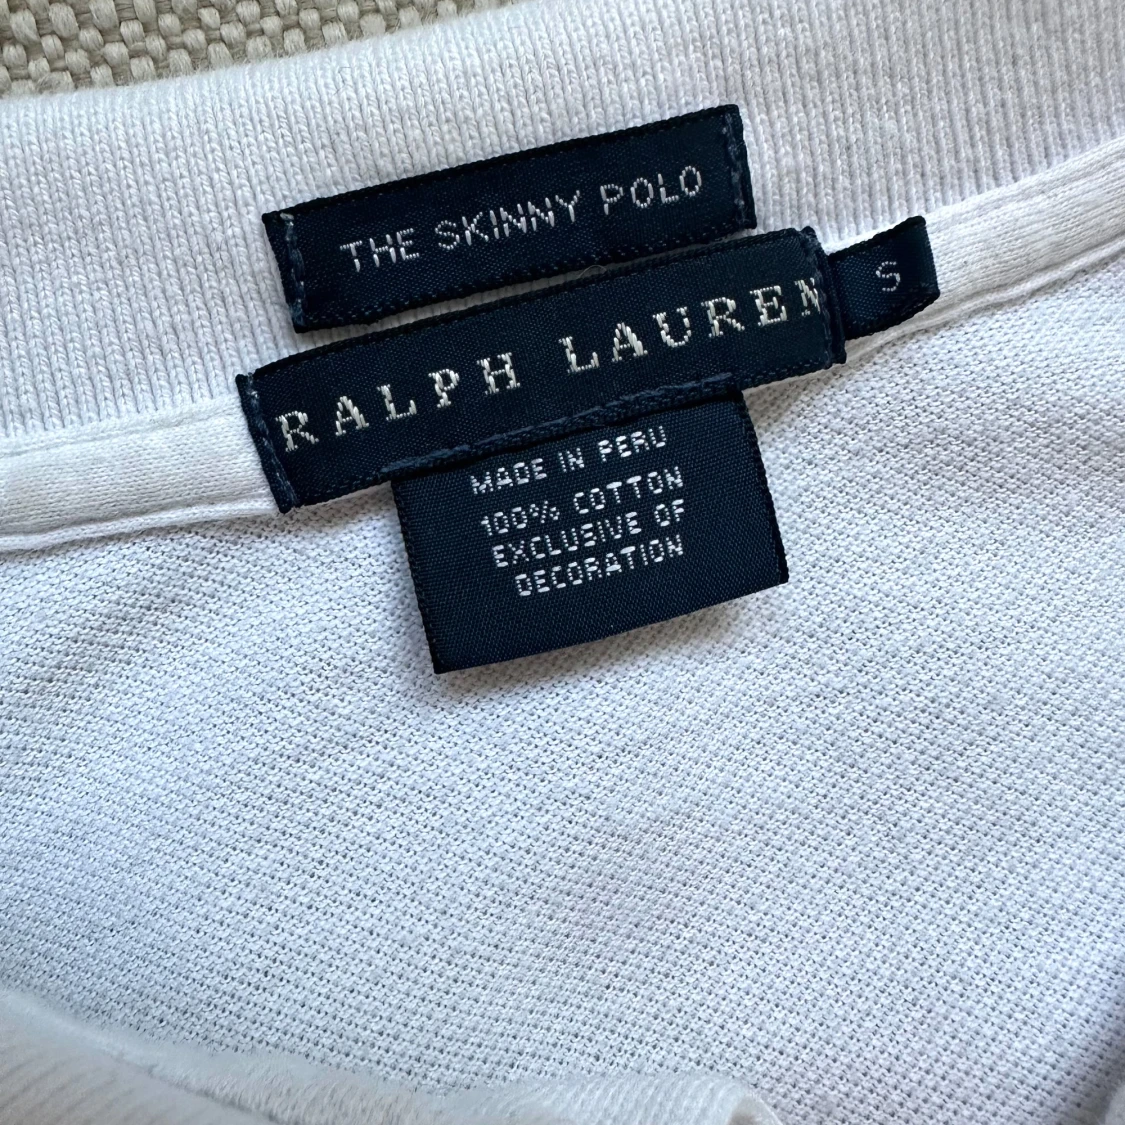 THE SKINNY POLO
RALPH LAUREN
S
MADE IN PERU
100% COTTON
EXCLUSIVE OF
DECORATION